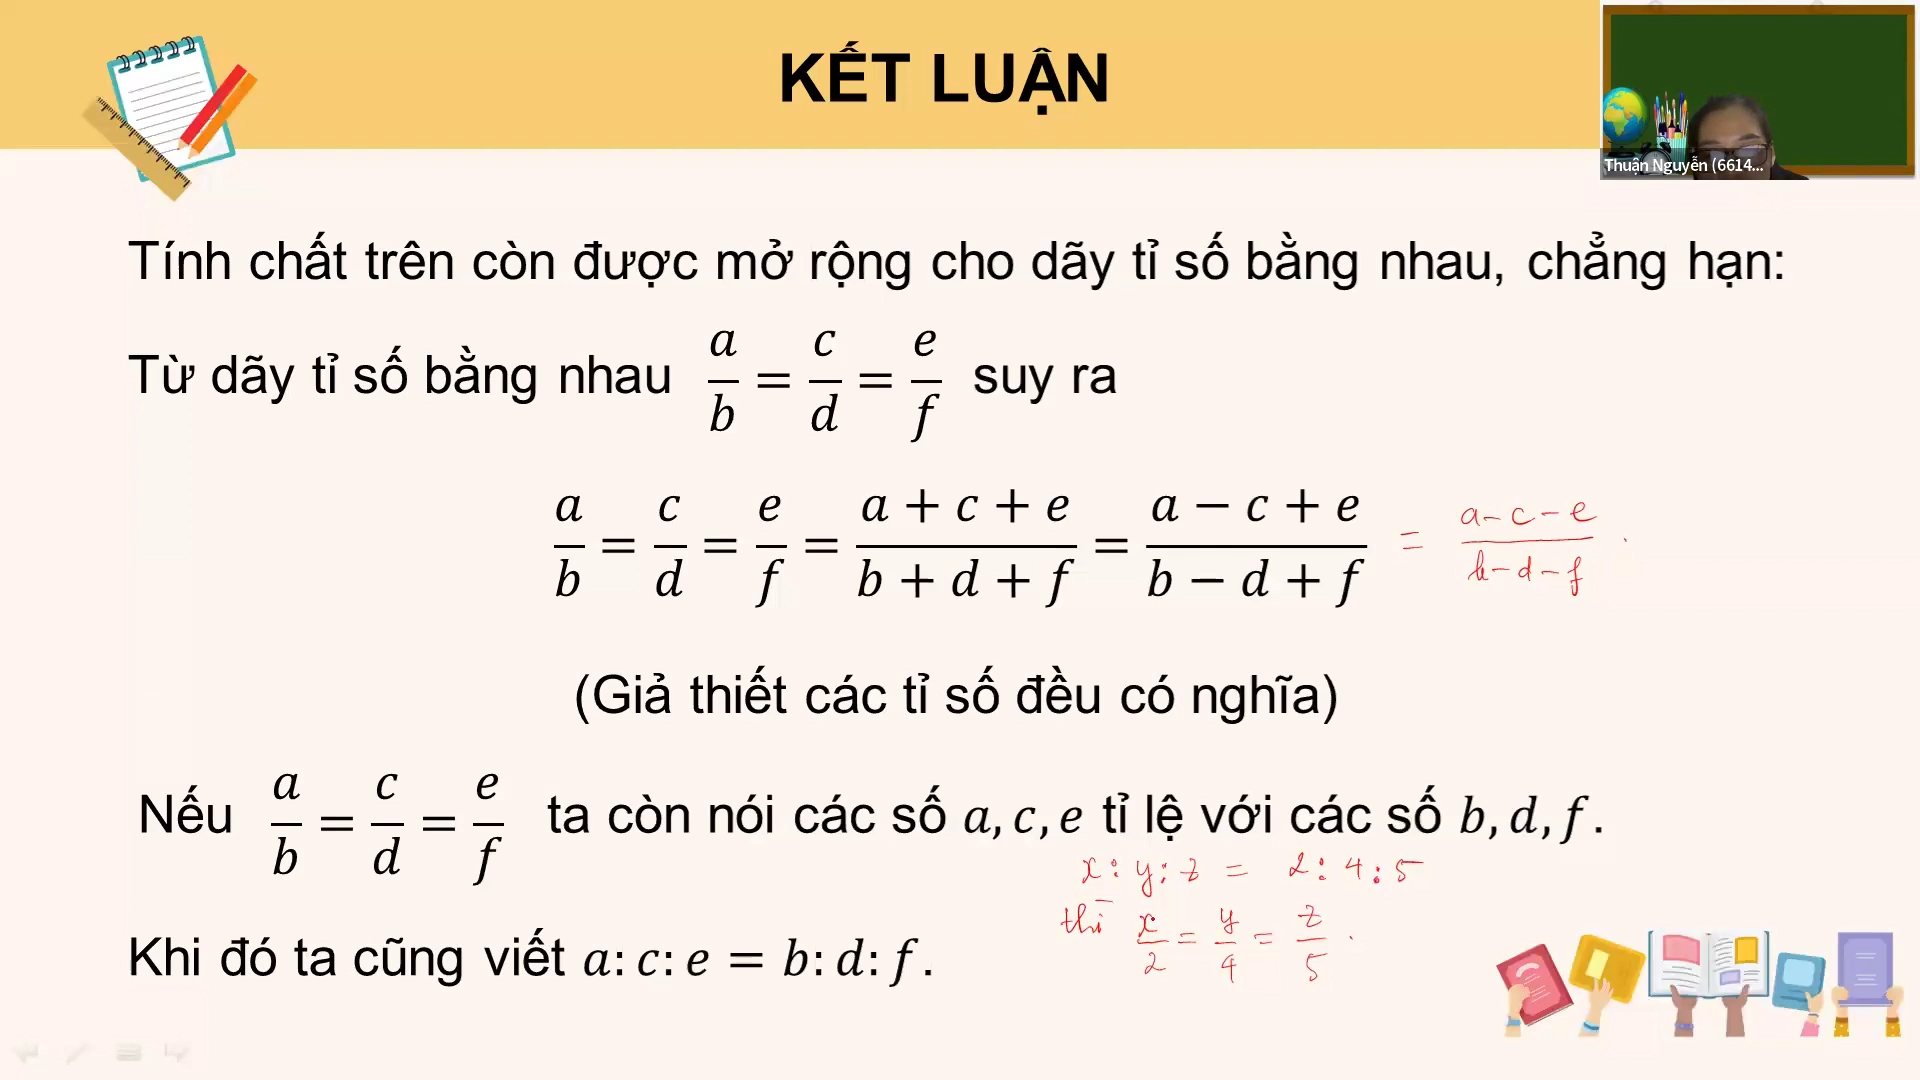 KẾT LUẬN
Thuận Nguyễn (6614...
Tính chất trên còn được mở rộng cho dãy tỉ số bằng nhau, chẳng hạn:
Từ dãy tỉ số bằng nhau a/b = c/d = e/f suy ra
a/b = c/d = e/f = (a + c + e)/(b + d + f) = (a − c + e)/(b − d + f) = (a - c - e)/(b - d - f) .
(Giả thiết các tỉ số đều có nghĩa)
Nếu a/b = c/d = e/f ta còn nói các số a, c, e tỉ lệ với các số b, d, f.
x : y : z = 2 : 4 : 5
thì x/2 = y/4 = z/5 .
Khi đó ta cũng viết a: c: e = b: d: f.